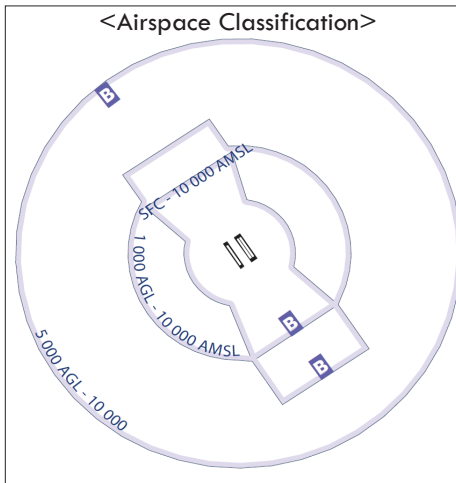 <Airspace Classification>
B
SFC - 10 000 AMSL
1 000 AGL - 10 000 AMSL
B
B
5 000 AGL - 10 000